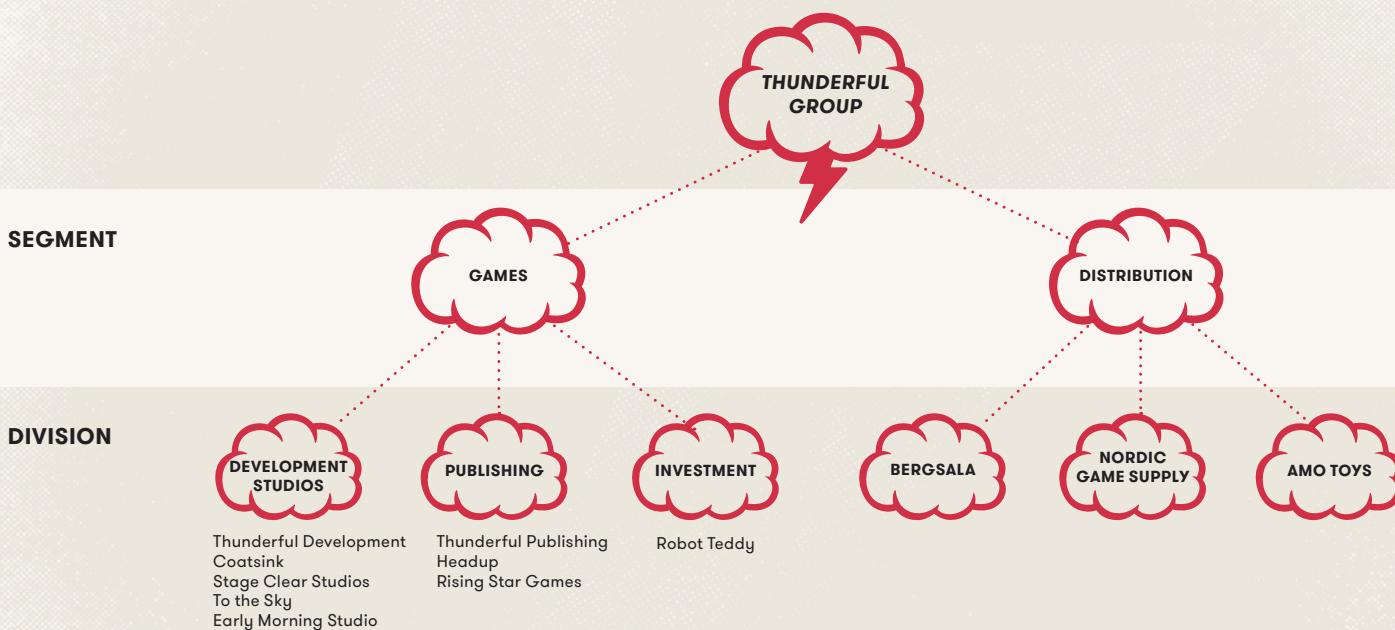 THUNDERFUL
GROUP
SEGMENT
GAMES
DISTRIBUTION
DIVISION
DEVELOPMENT
STUDIOS
PUBLISHING
INVESTMENT
BERGSALA
NORDIC
GAME SUPPLY
AMO TOYS
Thunderful Development
Coatsink
Stage Clear Studios
To the Sky
Early Morning Studio
Thunderful Publishing
Headup
Rising Star Games
Robot Teddy